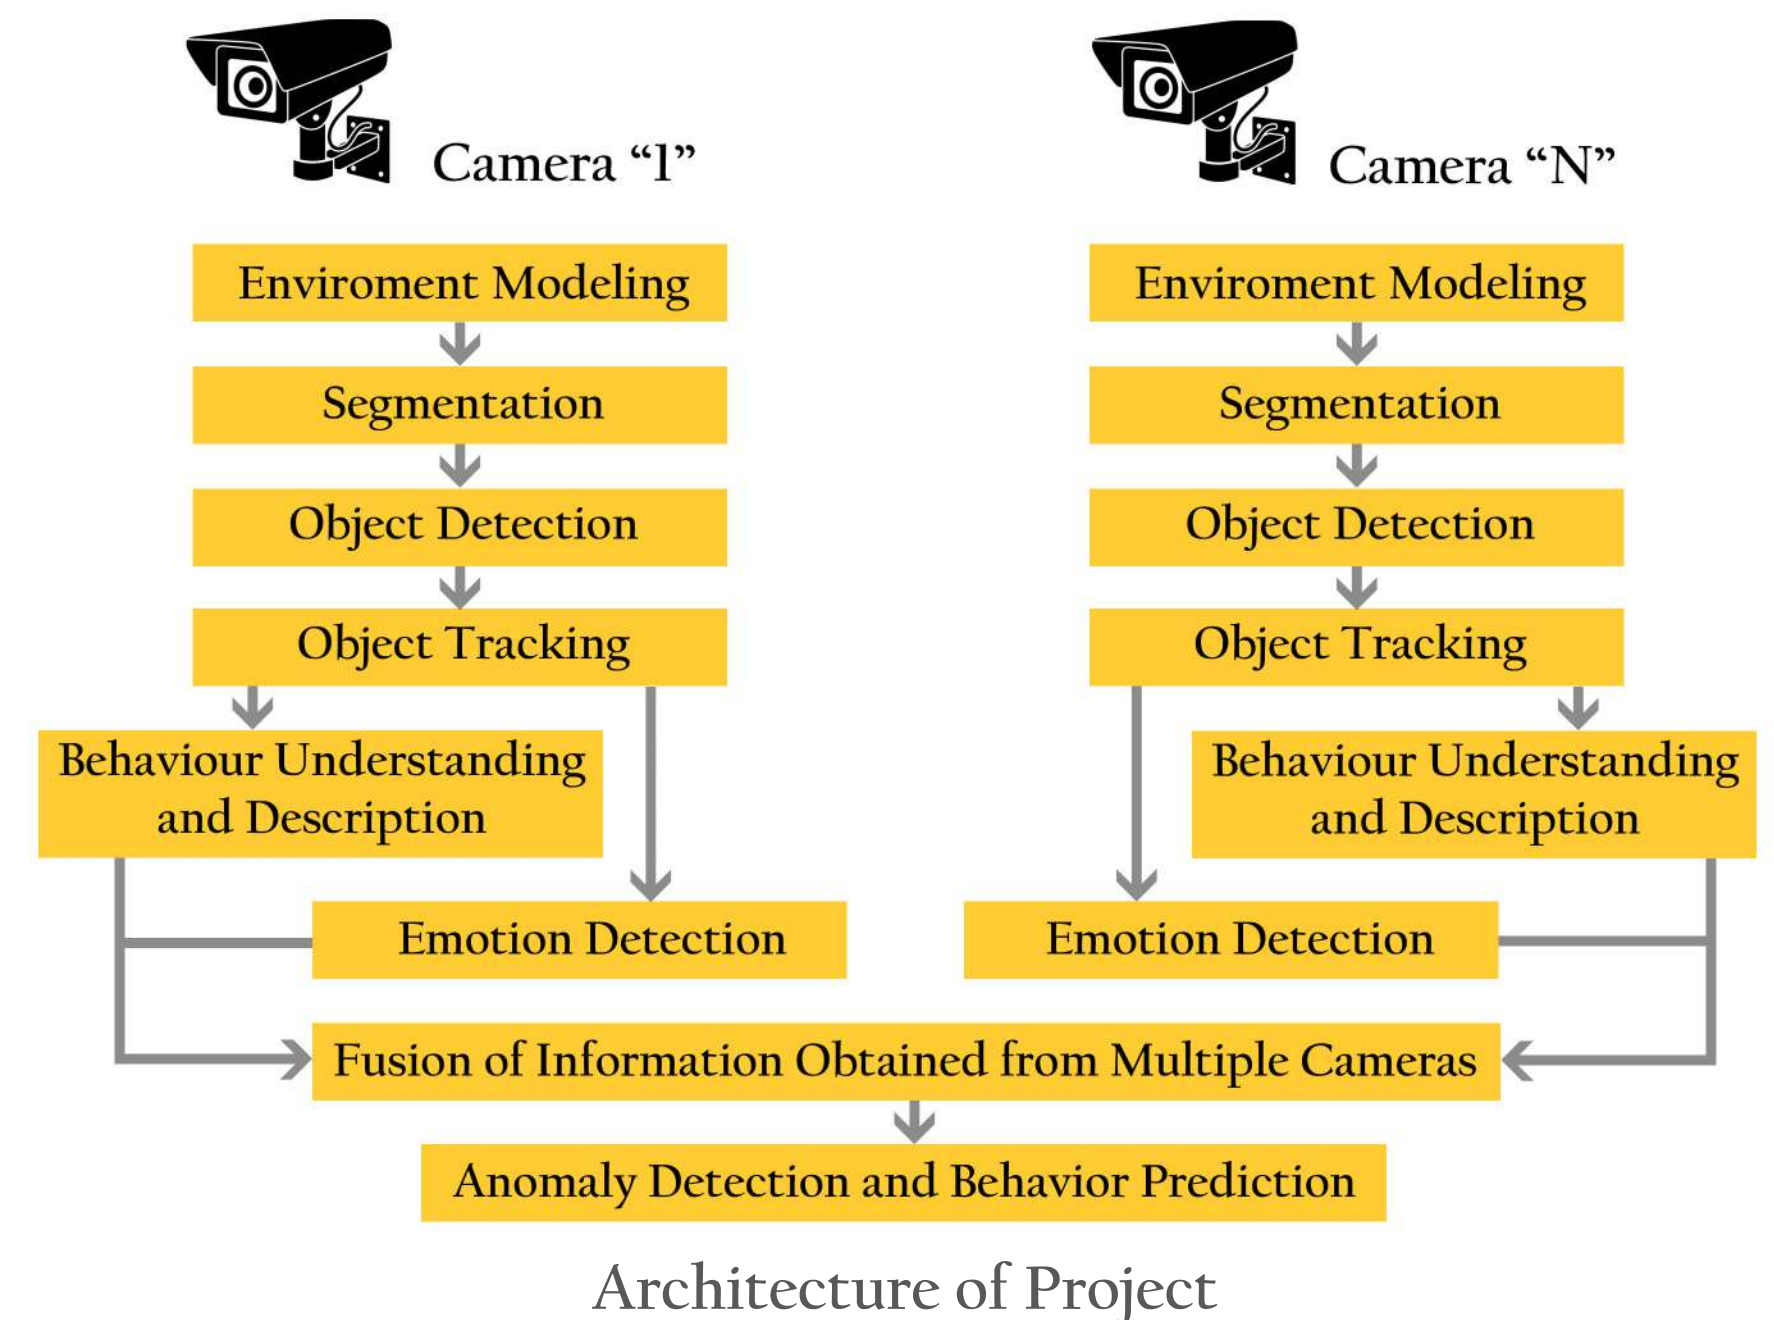 Camera “1”
Camera “N”
Enviroment Modeling
Enviroment Modeling
Segmentation
Segmentation
Object Detection
Object Detection
Object Tracking
Object Tracking
Behaviour Understanding
and Description
Behaviour Understanding
and Description
Emotion Detection
Emotion Detection
Fusion of Information Obtained from Multiple Cameras
Anomaly Detection and Behavior Prediction
Architecture of Project